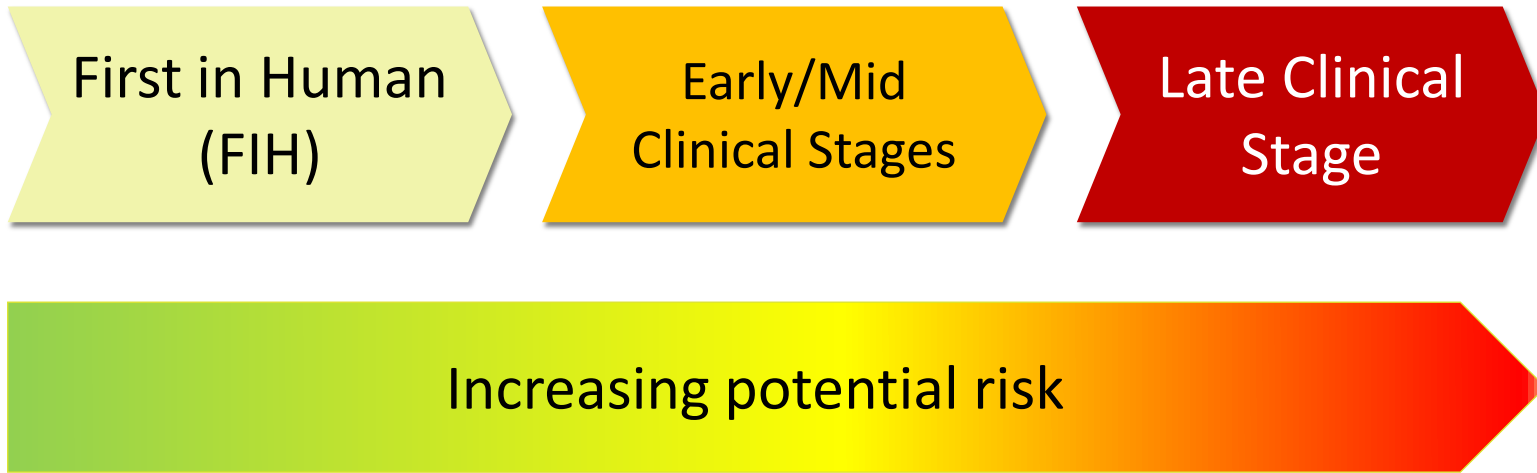 First in Human
(FIH)
Early/Mid
Clinical Stages
Late Clinical
Stage
Increasing potential risk